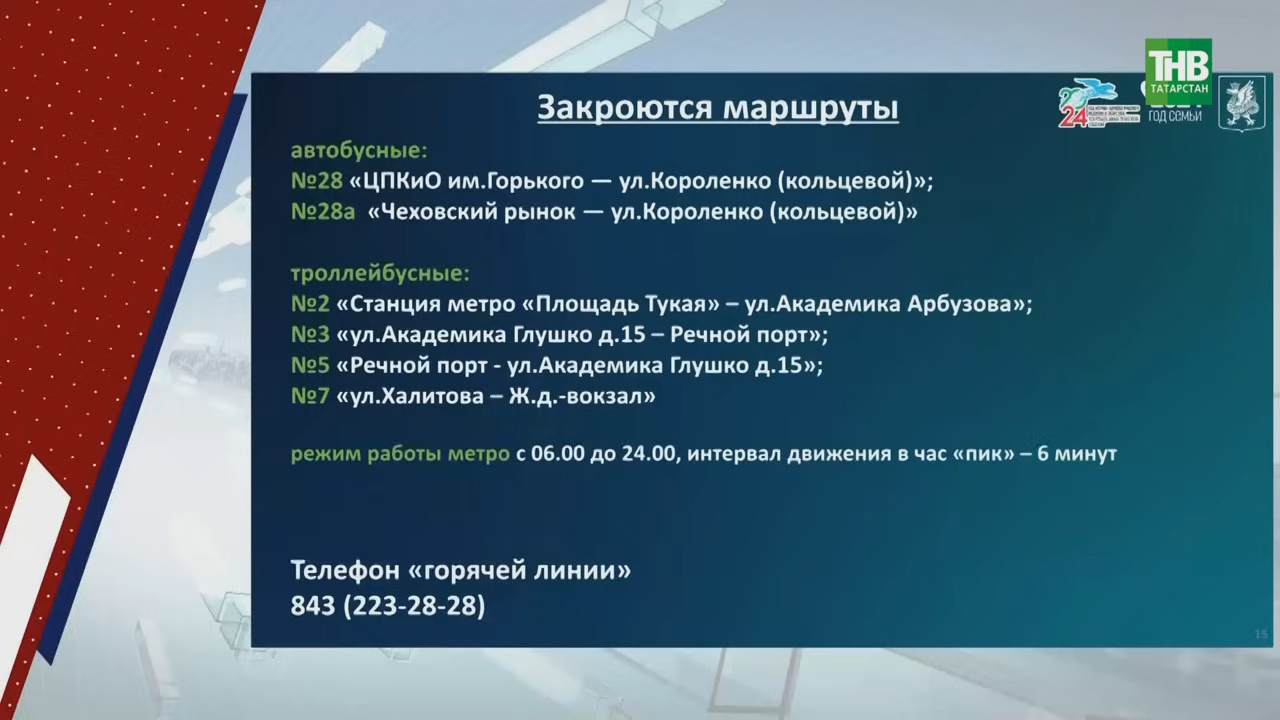 ТНВ
ТАТАРСТАН
Закроются маршруты
24
ГОД СЕМЬИ
автобусные:
№28 «ЦПКиО им.Горького — ул.Короленко (кольцевой)»;
№28а «Чеховский рынок — ул.Короленко (кольцевой)»
троллейбусные:
№2 «Станция метро «Площадь Тукая» – ул.Академика Арбузова»;
№3 «ул.Академика Глушко д.15 – Речной порт»;
№5 «Речной порт - ул.Академика Глушко д.15»;
№7 «ул.Халитова – Ж.д.-вокзал»
режим работы метро с 06.00 до 24.00, интервал движения в час «пик» – 6 минут
Телефон «горячей линии»
843 (223-28-28)
15